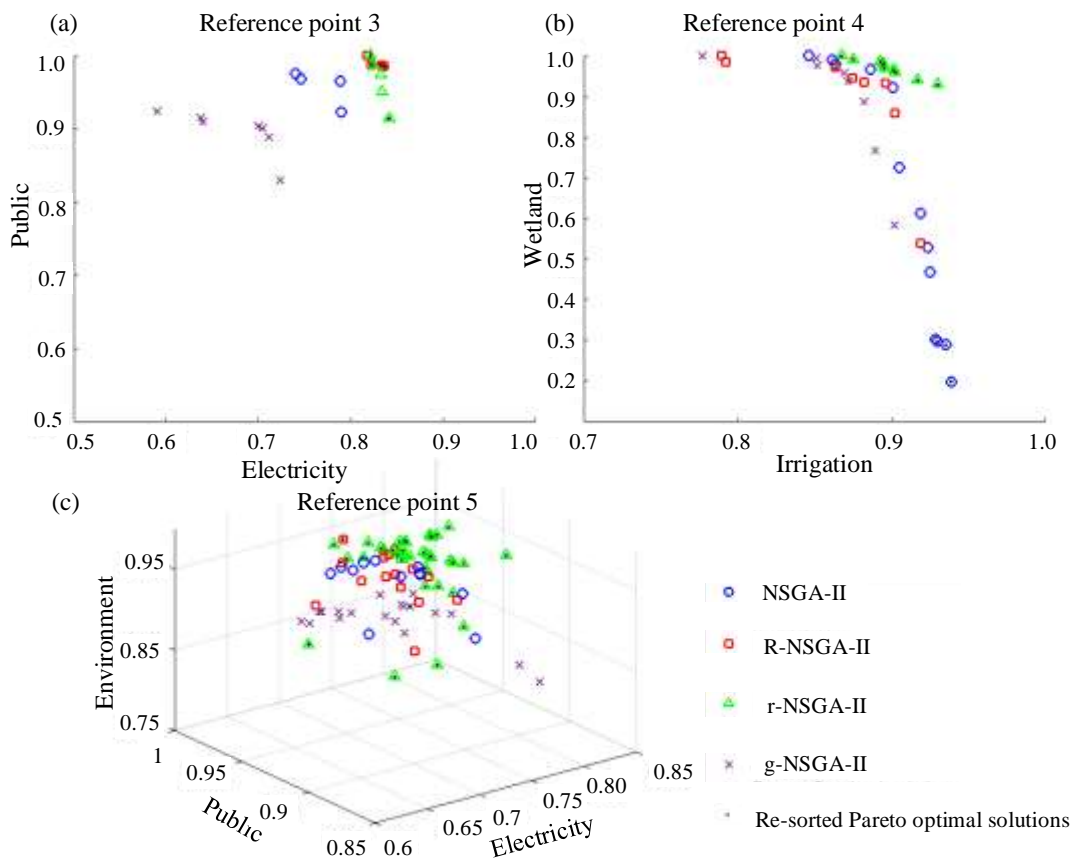 (a)
Reference point 3
1.0
0.9
0.8
0.7
0.6
0.5
Public
0.5
0.6
0.7
0.8
0.9
1.0
Electricity
(b)
Reference point 4
1.0
0.9
0.8
0.7
0.6
0.5
0.4
0.3
0.2
Wetland
0.7
0.8
0.9
1.0
Irrigation
(c)
Reference point 5
0.95
0.85
0.75
Environment
1
0.95
0.9
0.85
Public
0.6
0.65
0.7
0.75
0.80
0.85
Electricity
NSGA-II
R-NSGA-II
r-NSGA-II
g-NSGA-II
Re-sorted Pareto optimal solutions